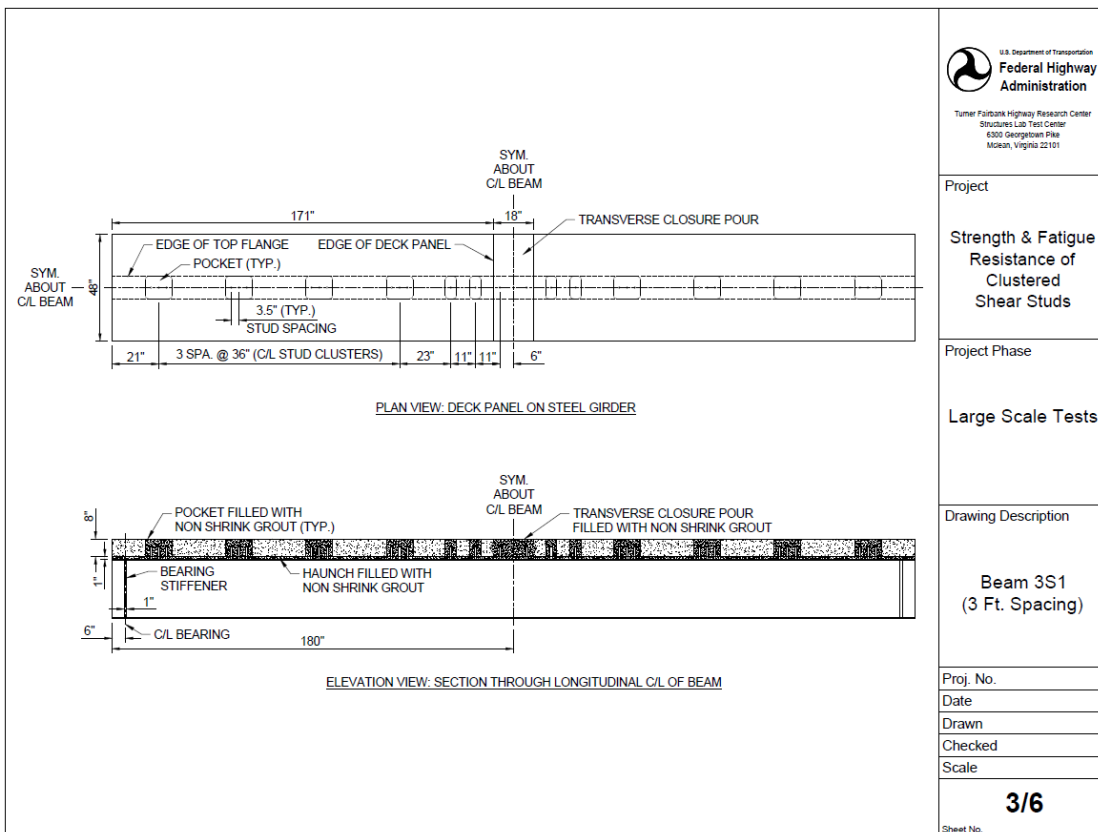 SYM.
ABOUT
C/L BEAM
171"
18"
TRANSVERSE CLOSURE POUR
EDGE OF TOP FLANGE
EDGE OF DECK PANEL
POCKET (TYP.)
SYM.
ABOUT
C/L BEAM
48"
3.5" (TYP.)
STUD SPACING
21"
3 SPA. @ 36" (C/L STUD CLUSTERS)
23"
11"
11"
6"
PLAN VIEW: DECK PANEL ON STEEL GIRDER
SYM.
ABOUT
C/L BEAM
8"
POCKET FILLED WITH
NON SHRINK GROUT (TYP.)
TRANSVERSE CLOSURE POUR
FILLED WITH NON SHRINK GROUT
1"
BEARING
STIFFENER
HAUNCH FILLED WITH
NON SHRINK GROUT
1"
6"
C/L BEARING
180"
ELEVATION VIEW: SECTION THROUGH LONGITUDINAL C/L OF BEAM
U.S. Department of Transportation
Federal Highway
Administration
Turner Fairbank Highway Research Center
Structures Lab Test Center
6300 Georgetown Pike
Mclean, Virginia 22101
Project
Strength & Fatigue
Resistance of
Clustered
Shear Studs
Project Phase
Large Scale Tests
Drawing Description
Beam 3S1
(3 Ft. Spacing)
Proj. No.
Date
Drawn
Checked
Scale
3/6
Sheet No.